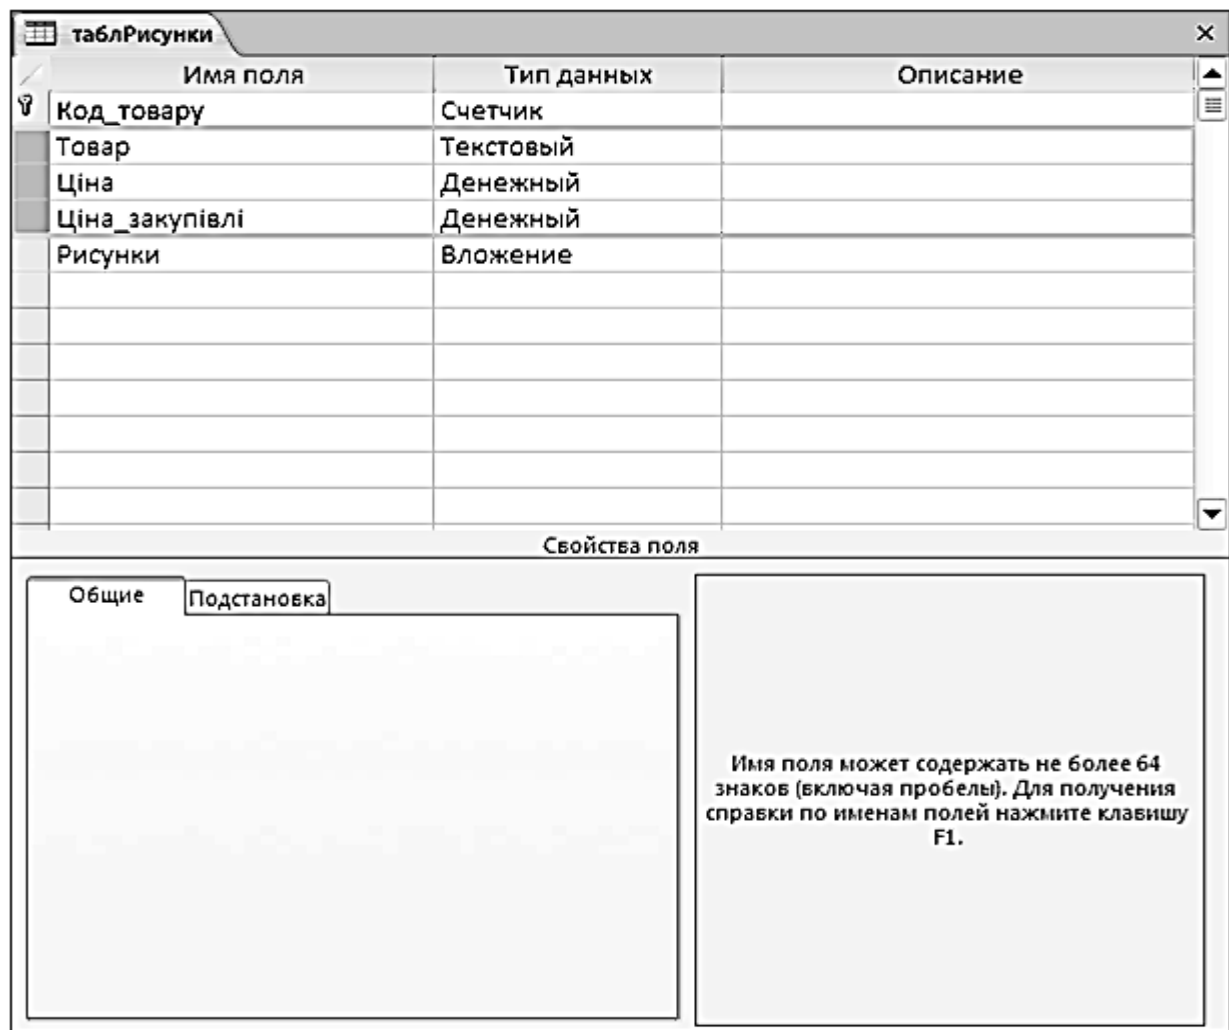 таблРисунки
Имя поля Тип данных Описание
Код_товару Счетчик
Товар Текстовый
Ціна Денежный
Ціна_закупівлі Денежный
Рисунки Вложение
Свойства поля
Общие Подстановка
Имя поля может содержать не более 64
знаков (включая пробелы). Для получения
справки по именам полей нажмите клавишу
F1.